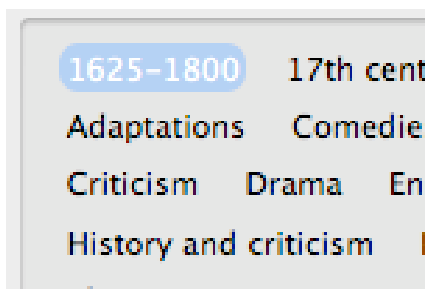 1625-1800 17th cent
Adaptations Comedie
Criticism Drama En
History and criticism